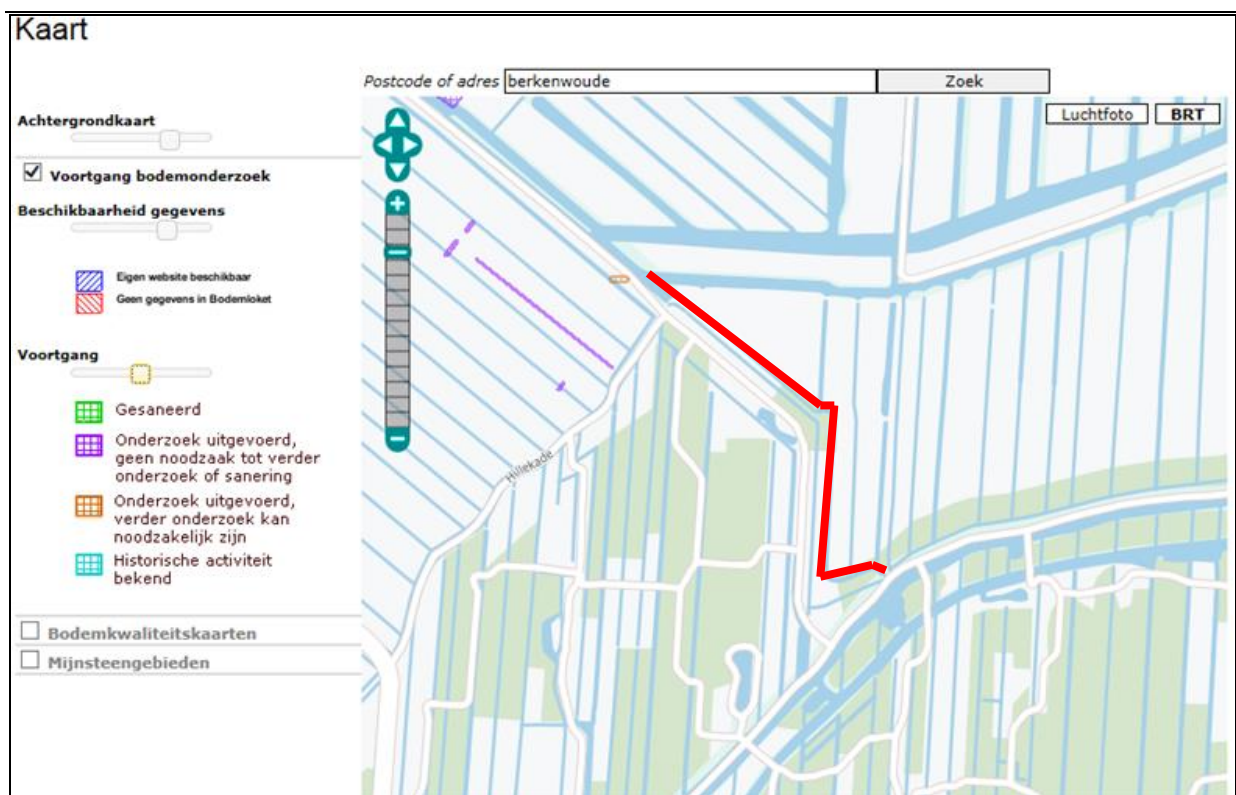 Kaart
Postcode of adres berkenwoude Zoek
Achtergrondkaart
Luchtfoto BRT
Voortgang bodemonderzoek
Beschikbaarheid gegevens
Eigen website beschikbaar
Geen gegevens in Bodemloket
Voortgang
Gesaneerd
Onderzoek uitgevoerd,
geen noodzaak tot verder
onderzoek of sanering
Onderzoek uitgevoerd,
verder onderzoek kan
noodzakelijk zijn
Historische activiteit
bekend
Hillekade
Bodemkwaliteitskaarten
Mijnsteengebieden